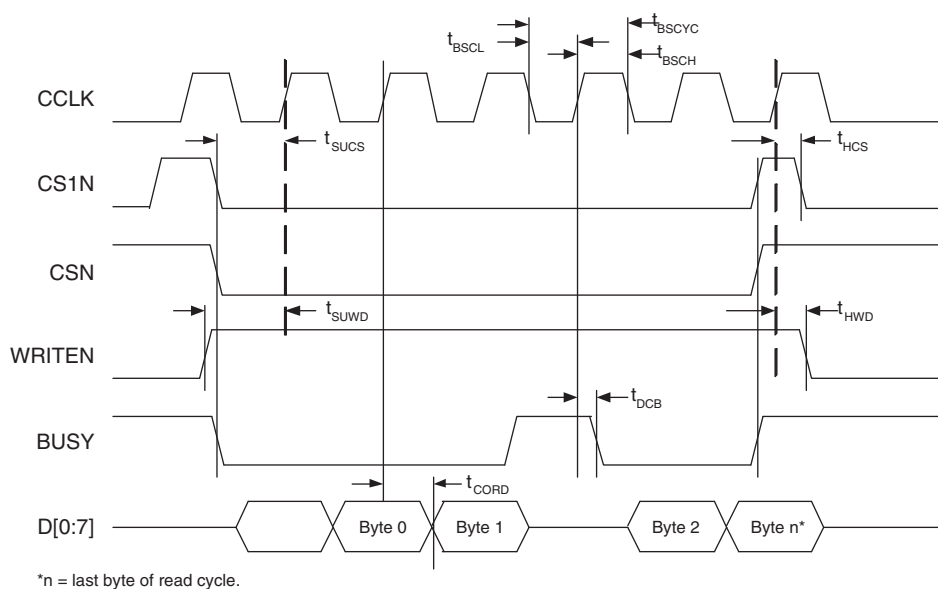 tBSCL
tBSCYC
tBSCH
CCLK
tSUCS
tHCS
CS1N
CSN
tSUWD
tHWD
WRITEN
tDCB
BUSY
tCORD
D[0:7]
Byte 0
Byte 1
Byte 2
Byte n*
*n = last byte of read cycle.